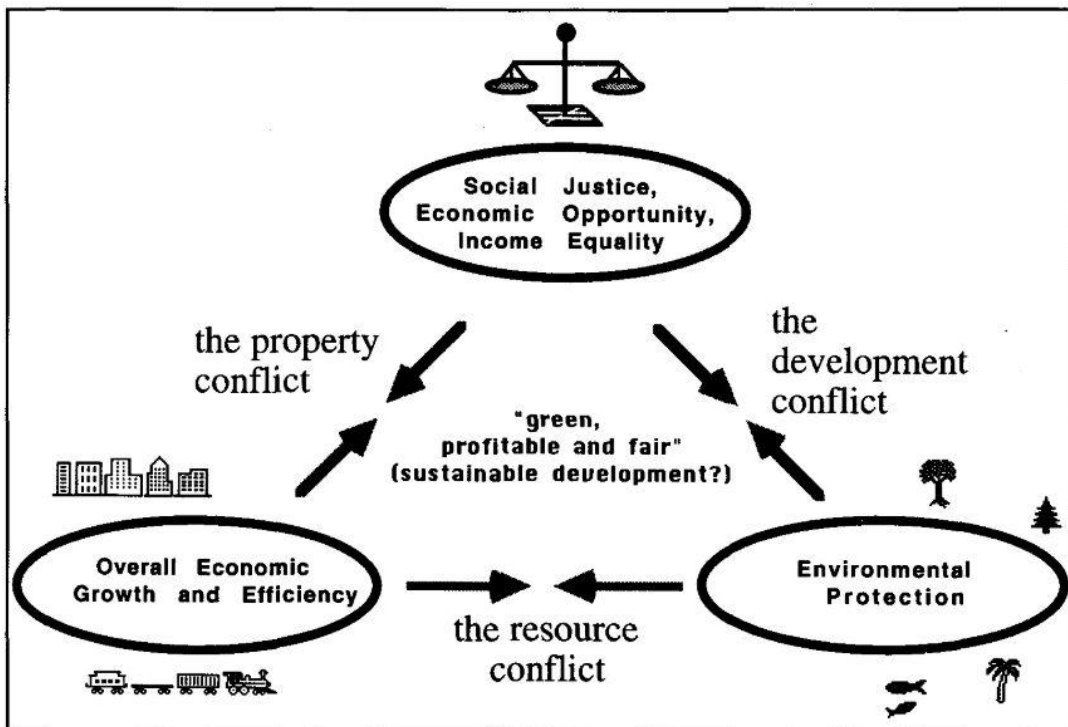 Social Justice,
Economic Opportunity,
Income Equality
the property
conflict
the
development
conflict
"green,
profitable and fair"
(sustainable development?)
Overall Economic
Growth and Efficiency
Environmental
Protection
the resource
conflict